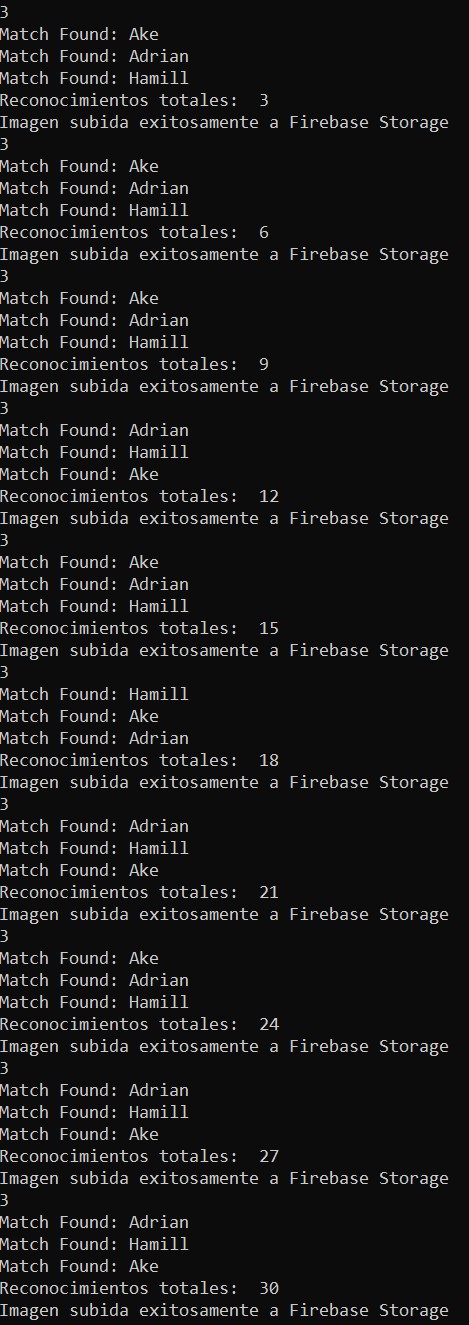 3
Match Found: Ake
Match Found: Adrian
Match Found: Hamill
Reconocimientos totales:  3
Imagen subida exitosamente a Firebase Storage
3
Match Found: Ake
Match Found: Adrian
Match Found: Hamill
Reconocimientos totales:  6
Imagen subida exitosamente a Firebase Storage
3
Match Found: Ake
Match Found: Adrian
Match Found: Hamill
Reconocimientos totales:  9
Imagen subida exitosamente a Firebase Storage
3
Match Found: Adrian
Match Found: Hamill
Match Found: Ake
Reconocimientos totales:  12
Imagen subida exitosamente a Firebase Storage
3
Match Found: Ake
Match Found: Adrian
Match Found: Hamill
Reconocimientos totales:  15
Imagen subida exitosamente a Firebase Storage
3
Match Found: Hamill
Match Found: Ake
Match Found: Adrian
Reconocimientos totales:  18
Imagen subida exitosamente a Firebase Storage
3
Match Found: Adrian
Match Found: Hamill
Match Found: Ake
Reconocimientos totales:  21
Imagen subida exitosamente a Firebase Storage
3
Match Found: Ake
Match Found: Adrian
Match Found: Hamill
Reconocimientos totales:  24
Imagen subida exitosamente a Firebase Storage
3
Match Found: Adrian
Match Found: Hamill
Match Found: Ake
Reconocimientos totales:  27
Imagen subida exitosamente a Firebase Storage
3
Match Found: Adrian
Match Found: Hamill
Match Found: Ake
Reconocimientos totales:  30
Imagen subida exitosamente a Firebase Storage